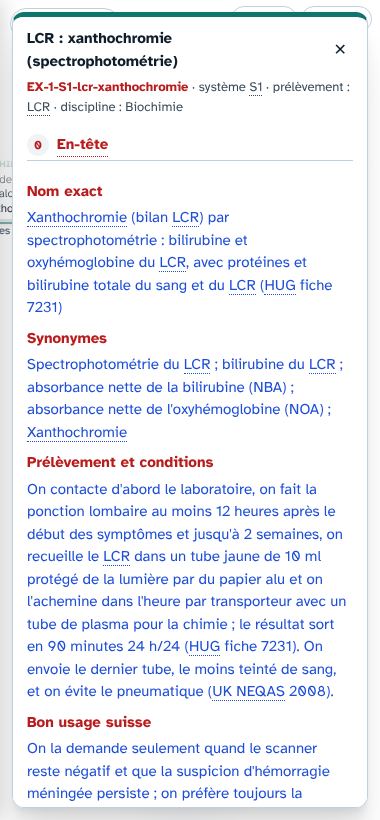 LCR : xanthochromie
(spectrophotométrie)
✕
EX-1-S1-lcr-xanthochromie · système S1 · prélèvement :
LCR · discipline : Biochimie
0 En-tête
Nom exact
Xanthochromie (bilan LCR) par
spectrophotométrie : bilirubine et
oxyhémoglobine du LCR, avec protéines et
bilirubine totale du sang et du LCR (HUG fiche
7231)
Synonymes
Spectrophotométrie du LCR ; bilirubine du LCR ;
absorbance nette de la bilirubine (NBA) ;
absorbance nette de l'oxyhémoglobine (NOA) ;
Xanthochromie
Prélèvement et conditions
On contacte d'abord le laboratoire, on fait la
ponction lombaire au moins 12 heures après le
début des symptômes et jusqu'à 2 semaines, on
recueille le LCR dans un tube jaune de 10 ml
protégé de la lumière par du papier alu et on
l'achemine dans l'heure par transporteur avec un
tube de plasma pour la chimie ; le résultat sort
en 90 minutes 24 h/24 (HUG fiche 7231). On
envoie le dernier tube, le moins teinté de sang,
et on évite le pneumatique (UK NEQAS 2008).
Bon usage suisse
On la demande seulement quand le scanner
reste négatif et que la suspicion d'hémorragie
méningée persiste ; on préfère toujours la